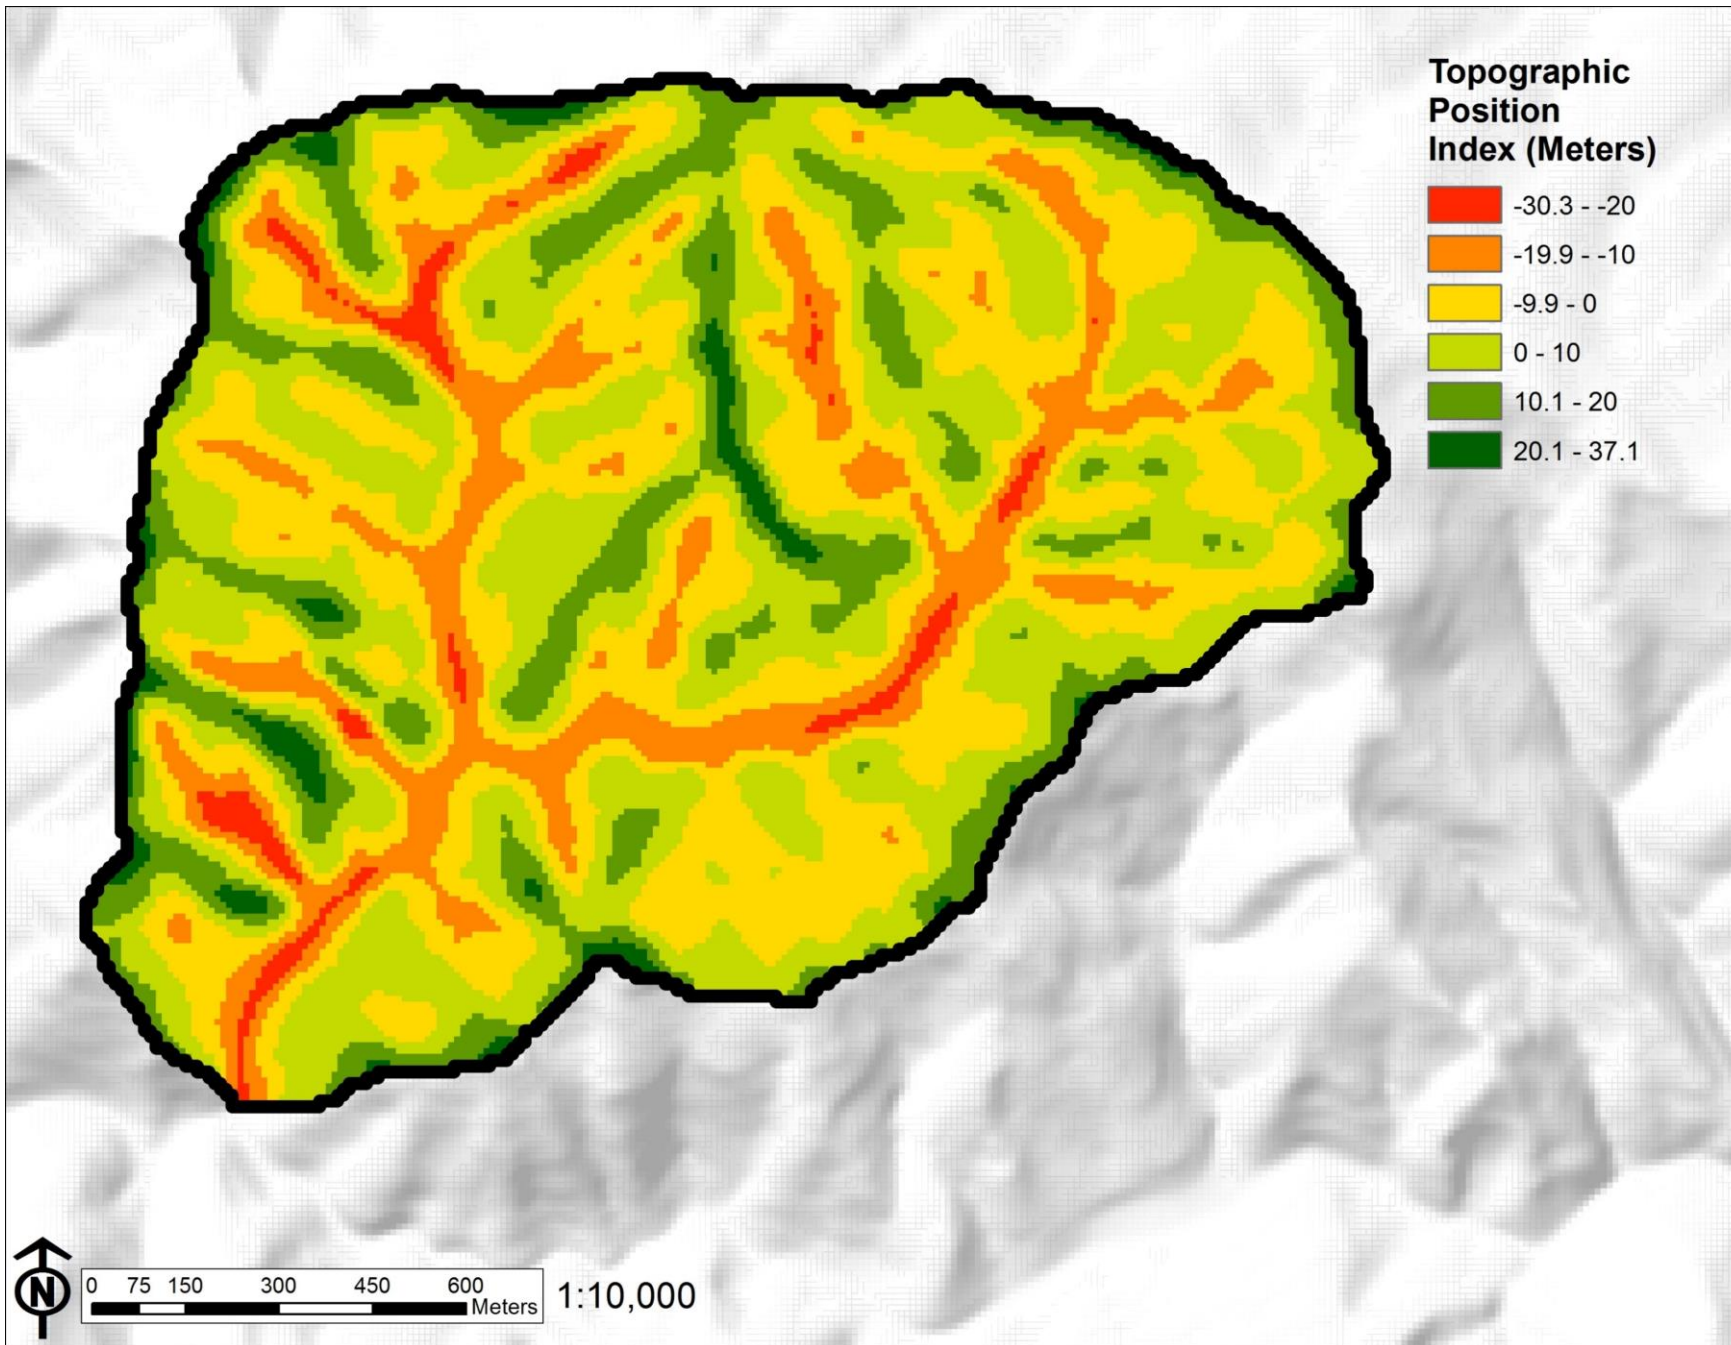 Topographic
Position
Index (Meters)
-30.3 - -20
-19.9 - -10
-9.9 - 0
0 - 10
10.1 - 20
20.1 - 37.1
N
0 75 150 300 450 600
Meters
1:10,000